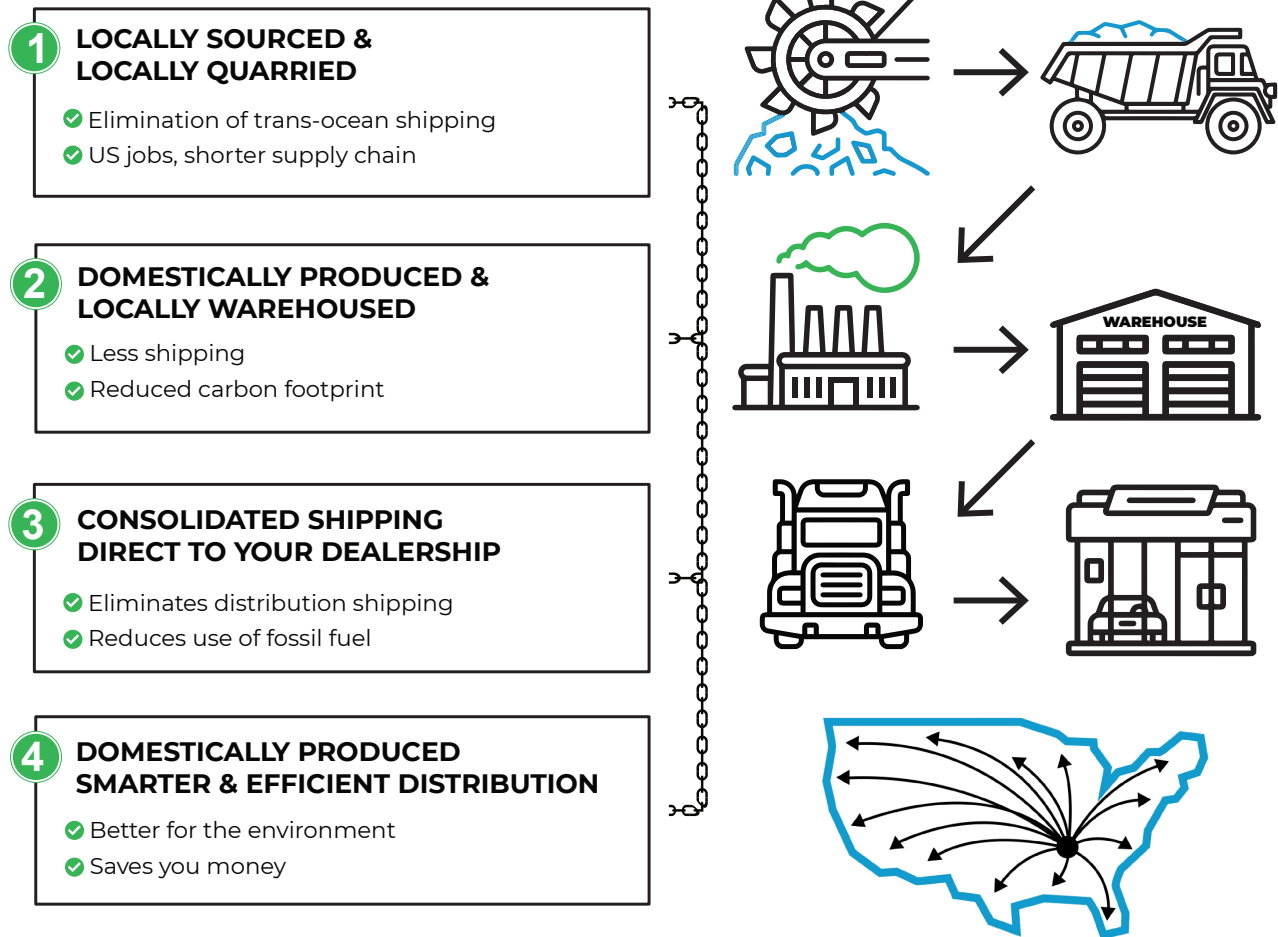 1
LOCALLY SOURCED &
LOCALLY QUARRIED
Elimination of trans-ocean shipping
US jobs, shorter supply chain
2
DOMESTICALLY PRODUCED &
LOCALLY WAREHOUSED
Less shipping
Reduced carbon footprint
WAREHOUSE
3
CONSOLIDATED SHIPPING
DIRECT TO YOUR DEALERSHIP
Eliminates distribution shipping
Reduces use of fossil fuel
4
DOMESTICALLY PRODUCED
SMARTER & EFFICIENT DISTRIBUTION
Better for the environment
Saves you money